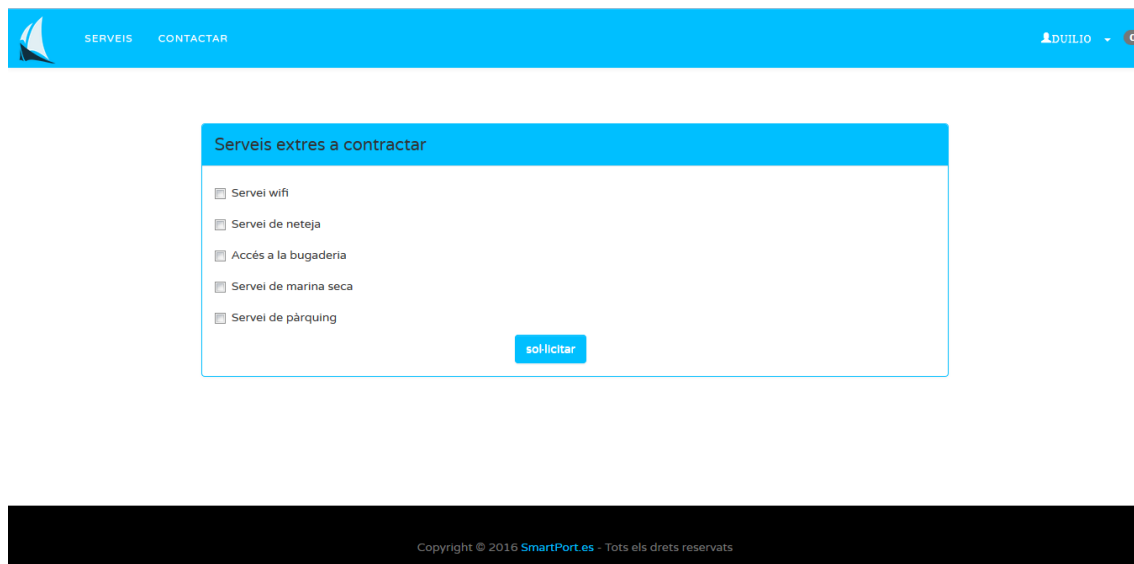 SERVEIS CONTACTAR DUILIO
Serveis extres a contractar
Servei wifi
Servei de neteja
Accés a la bugaderia
Servei de marina seca
Servei de pàrquing
sol·licitar
Copyright © 2016 SmartPort.es - Tots els drets reservats